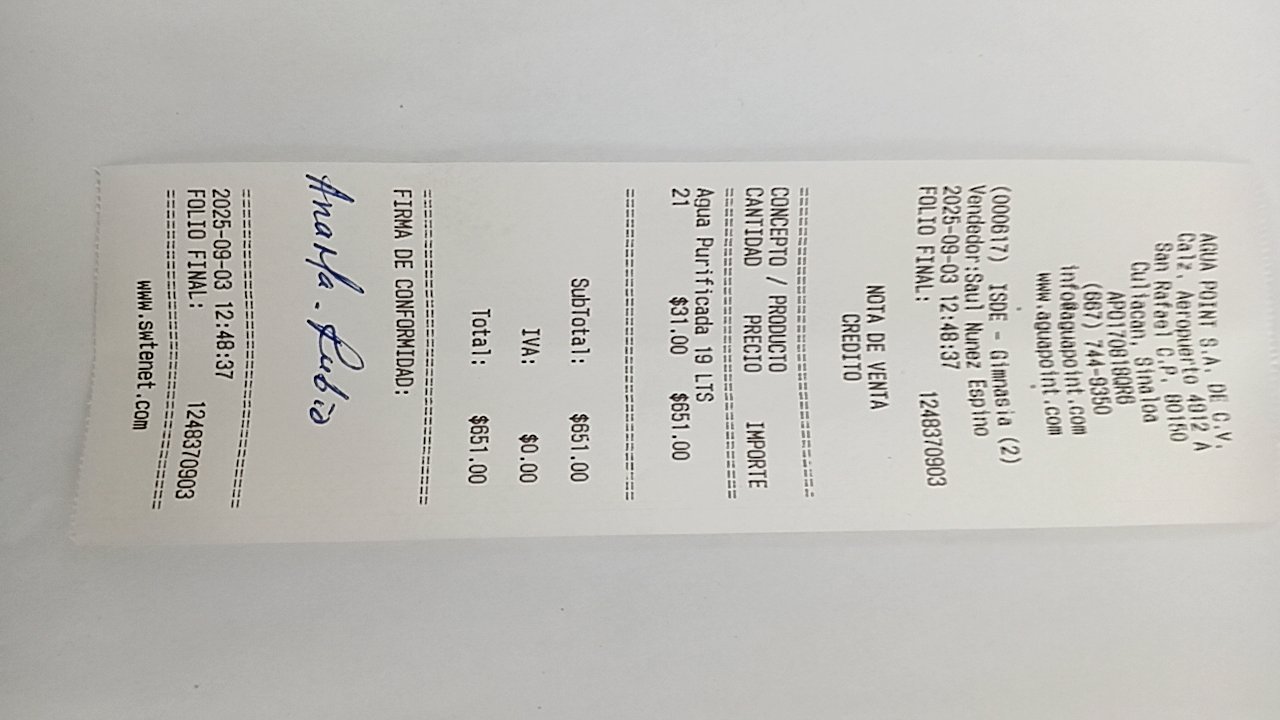 AGUA POINT S.A. DE C.V.
Calz. Aeropuerto 4912 A
San Rafael C.P. 80150
Culiacan, Sinaloa
APO170818QR6
(667) 744-9350
info@aguapoint.com
www.aguapoint.com
(000617) ISDE - Gimnasia (2)
Vendedor:Saul Nunez Espino
2025-09-03 12:48:37
FOLIO FINAL: 1248370903
NOTA DE VENTA
CREDITO
=================================
CONCEPTO / PRODUCTO
CANTIDAD PRECIO IMPORTE
=================================
Agua Purificada 19 LTS
21 $31.00 $651.00
=================================
SubTotal: $651.00
IVA: $0.00
Total: $651.00
=================================
FIRMA DE CONFORMIDAD:
Rubio
=================================
2025-09-03 12:48:37
FOLIO FINAL: 1248370903
=================================
www.swtenet.com